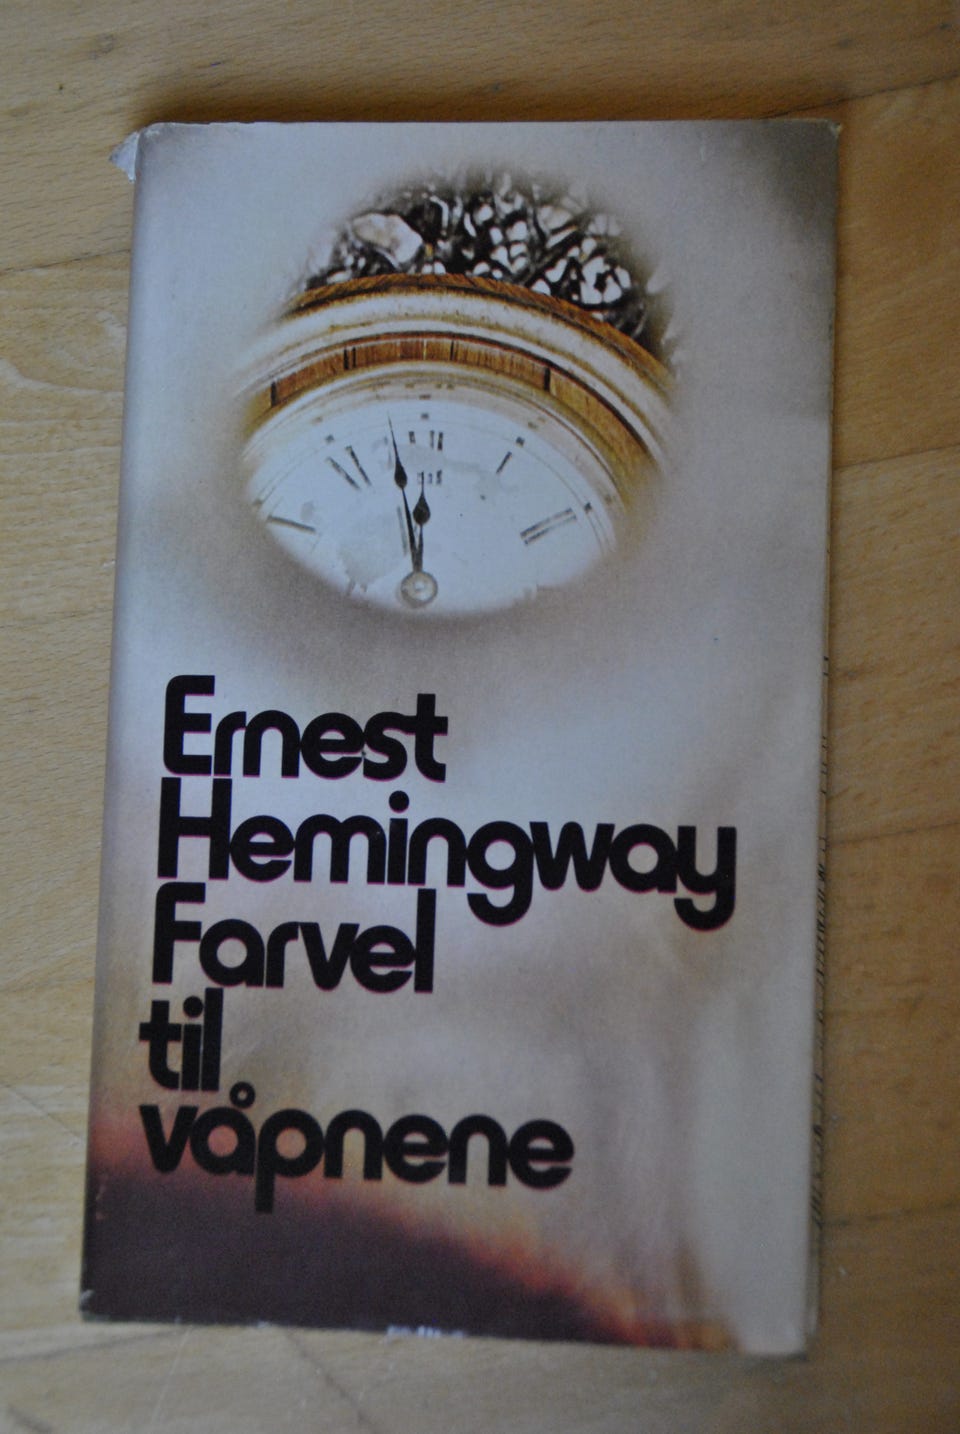 Ernest
Hemingway
Farvel
til
våpnene